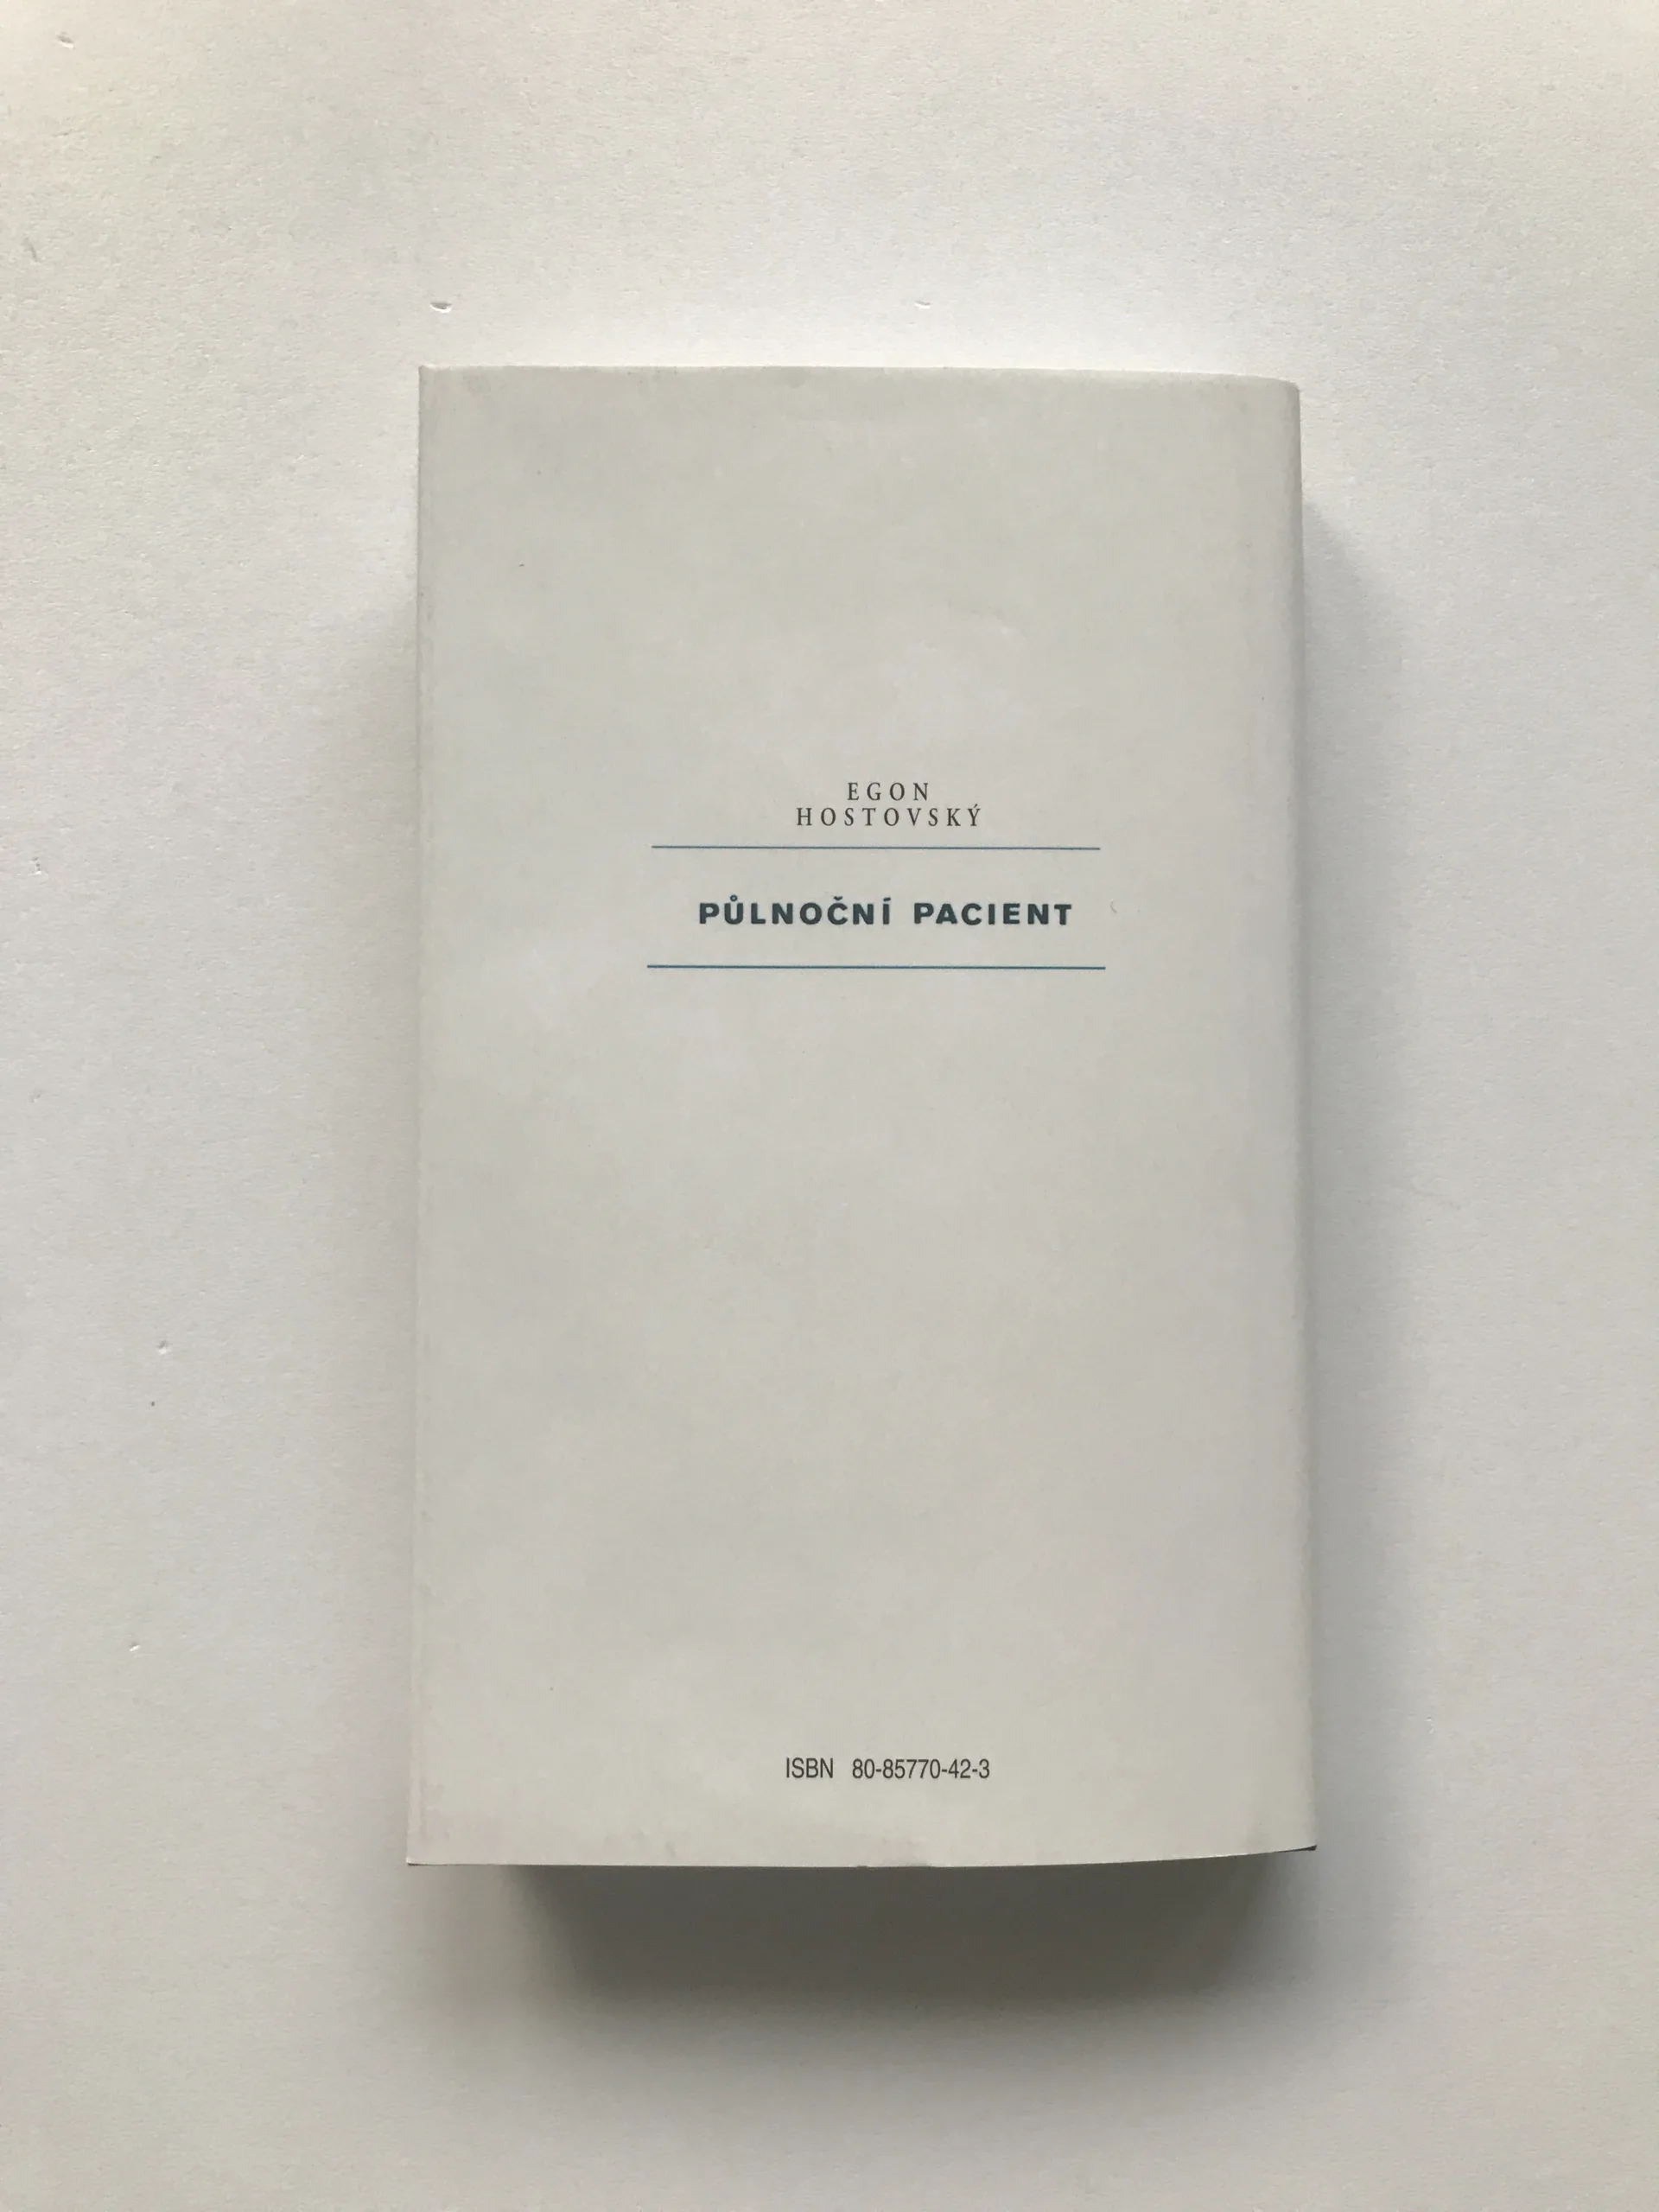 EGON
HOSTOVSKÝ
PŮLNOČNÍ PACIENT
ISBN 80-85770-42-3